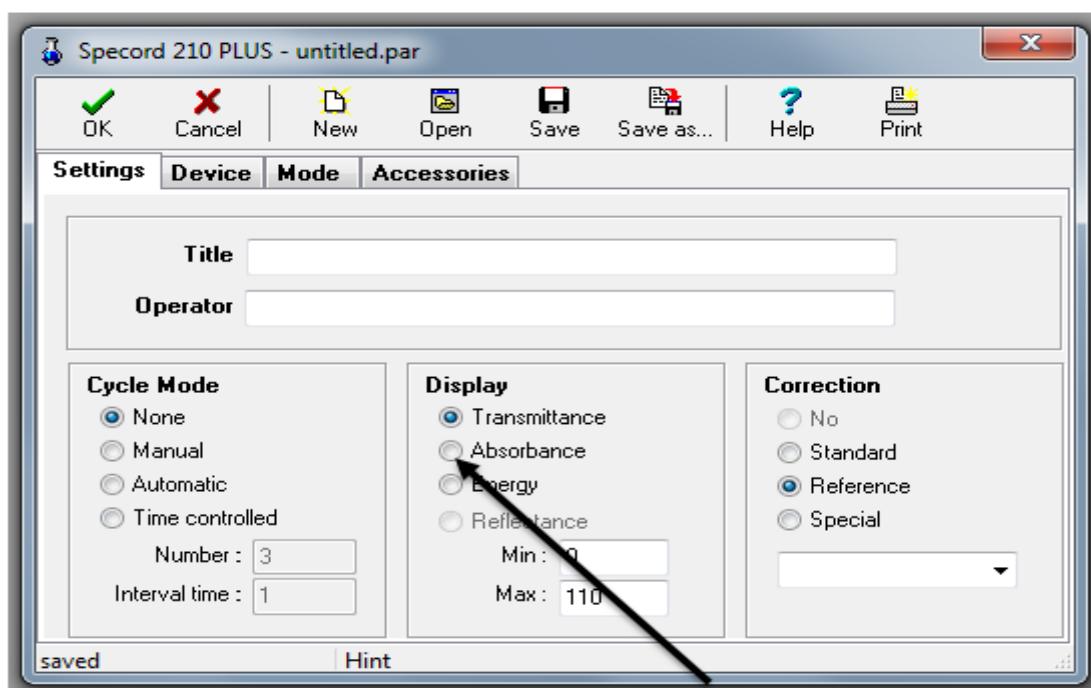 Specord 210 PLUS - untitled.par
OK Cancel New Open Save Save as... Help Print
Settings Device Mode Accessories
Title
Operator
Cycle Mode
None
Manual
Automatic
Time controlled
Number : 3
Interval time : 1
Display
Transmittance
Absorbance
Energy
Reflectance
Min : 0
Max : 110
Correction
No
Standard
Reference
Special
saved Hint